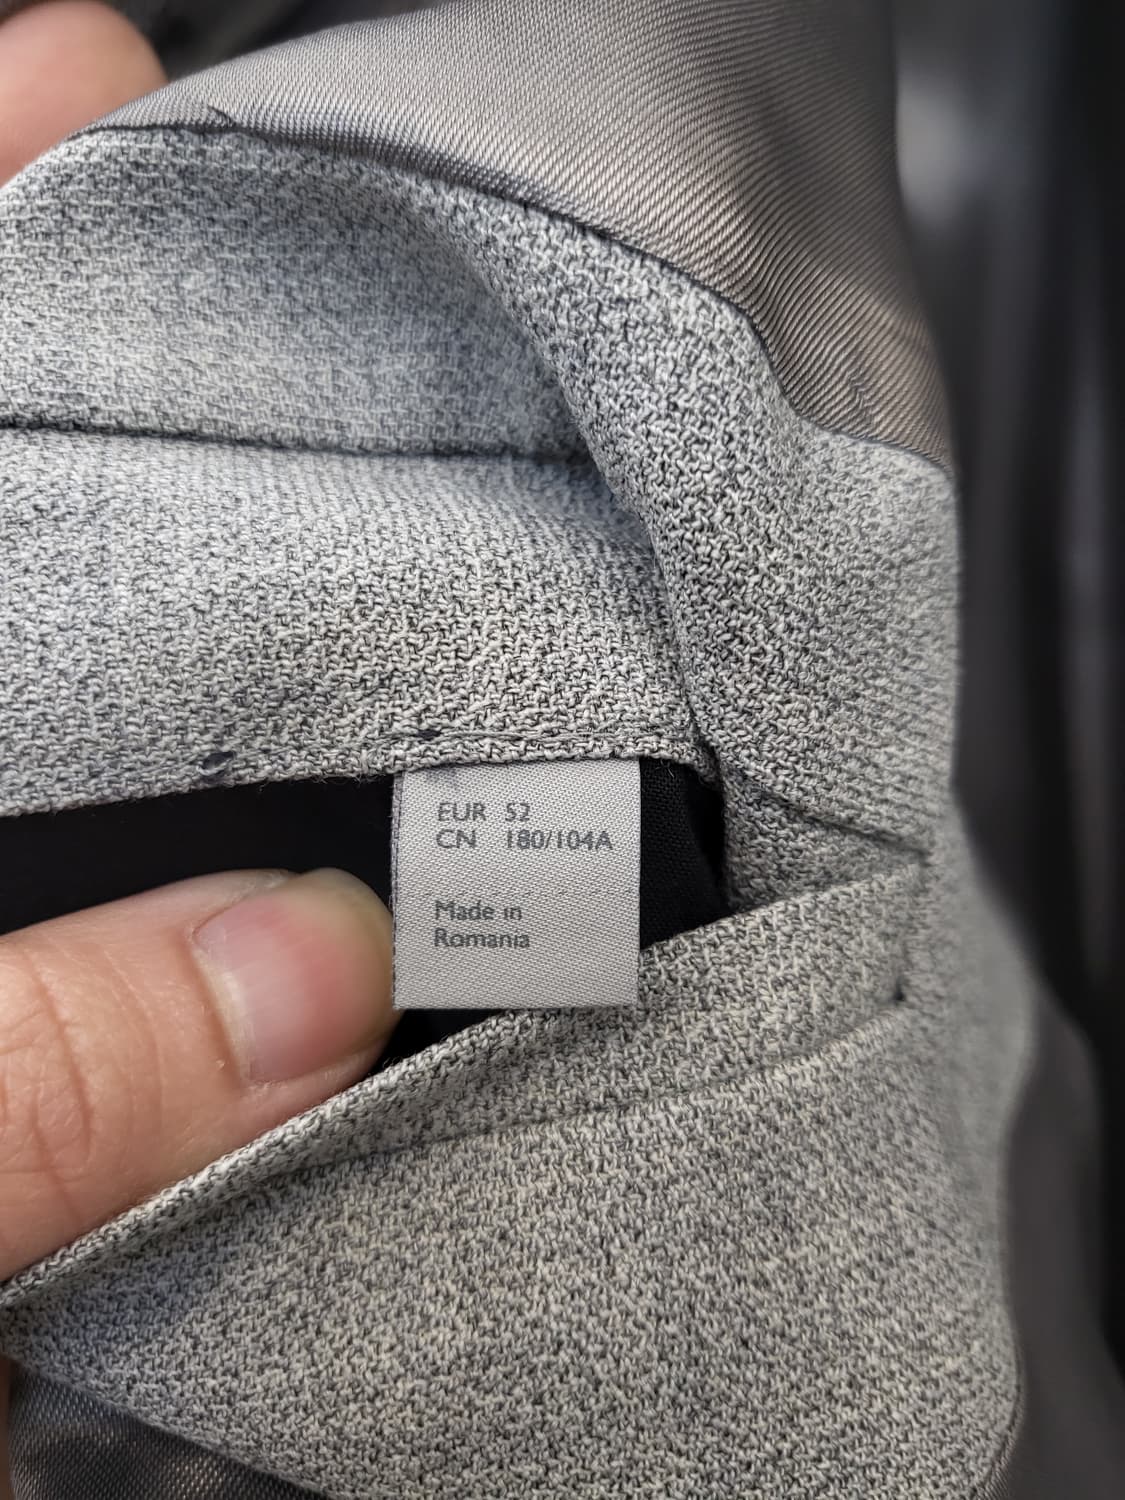 EUR 52
CN 180/104A
Made in
Romania